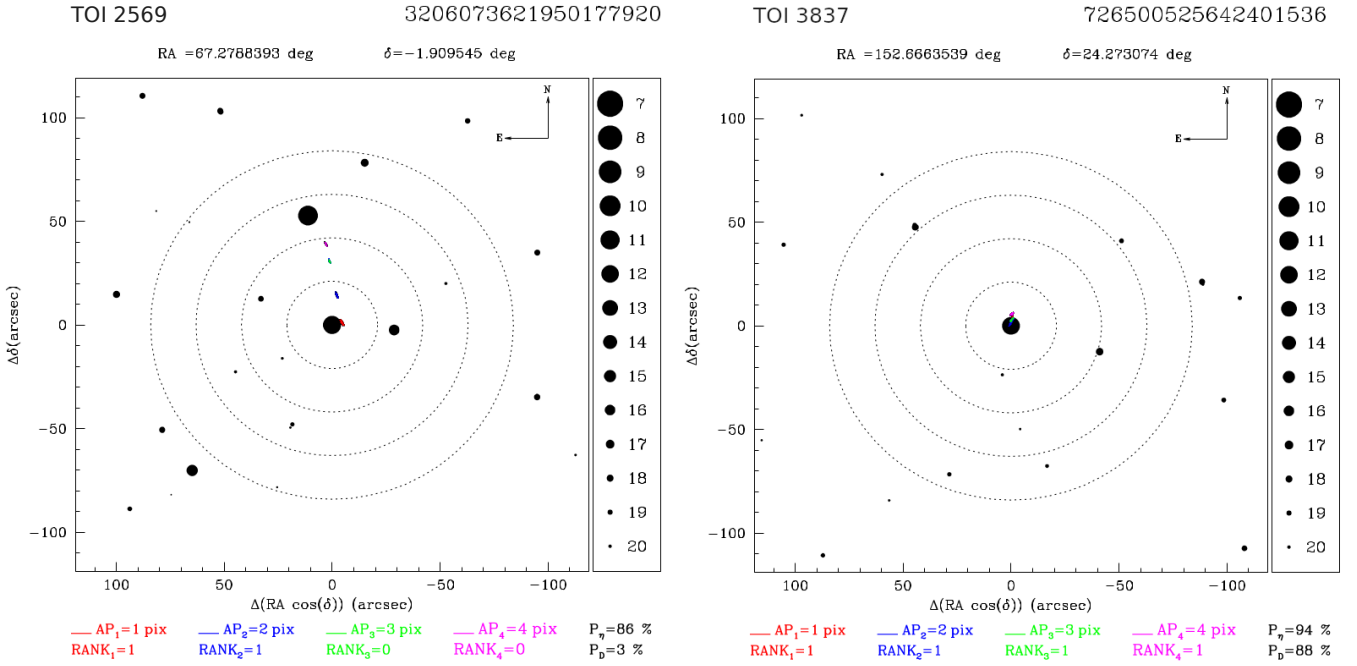 TOI 2569 3206073621950177920
RA =67.2788393 deg δ=−1.909545 deg
N
E
100
50
0
−50
−100
Δδ(arcsec)
100 50 0 −50 −100
Δ(RA cos(δ)) (arcsec)
7
8
9
10
11
12
13
14
15
16
17
18
19
20
AP₁=1 pix AP₂=2 pix AP₃=3 pix AP₄=4 pix P_η=86 %
RANK₁=1 RANK₂=1 RANK₃=0 RANK₄=0 P_D=3 %
TOI 3837 726500525642401536
RA =152.6663539 deg δ=24.273074 deg
N
E
100
50
0
−50
−100
Δδ(arcsec)
100 50 0 −50 −100
Δ(RA cos(δ)) (arcsec)
7
8
9
10
11
12
13
14
15
16
17
18
19
20
AP₁=1 pix AP₂=2 pix AP₃=3 pix AP₄=4 pix P_η=94 %
RANK₁=1 RANK₂=1 RANK₃=1 RANK₄=1 P_D=88 %